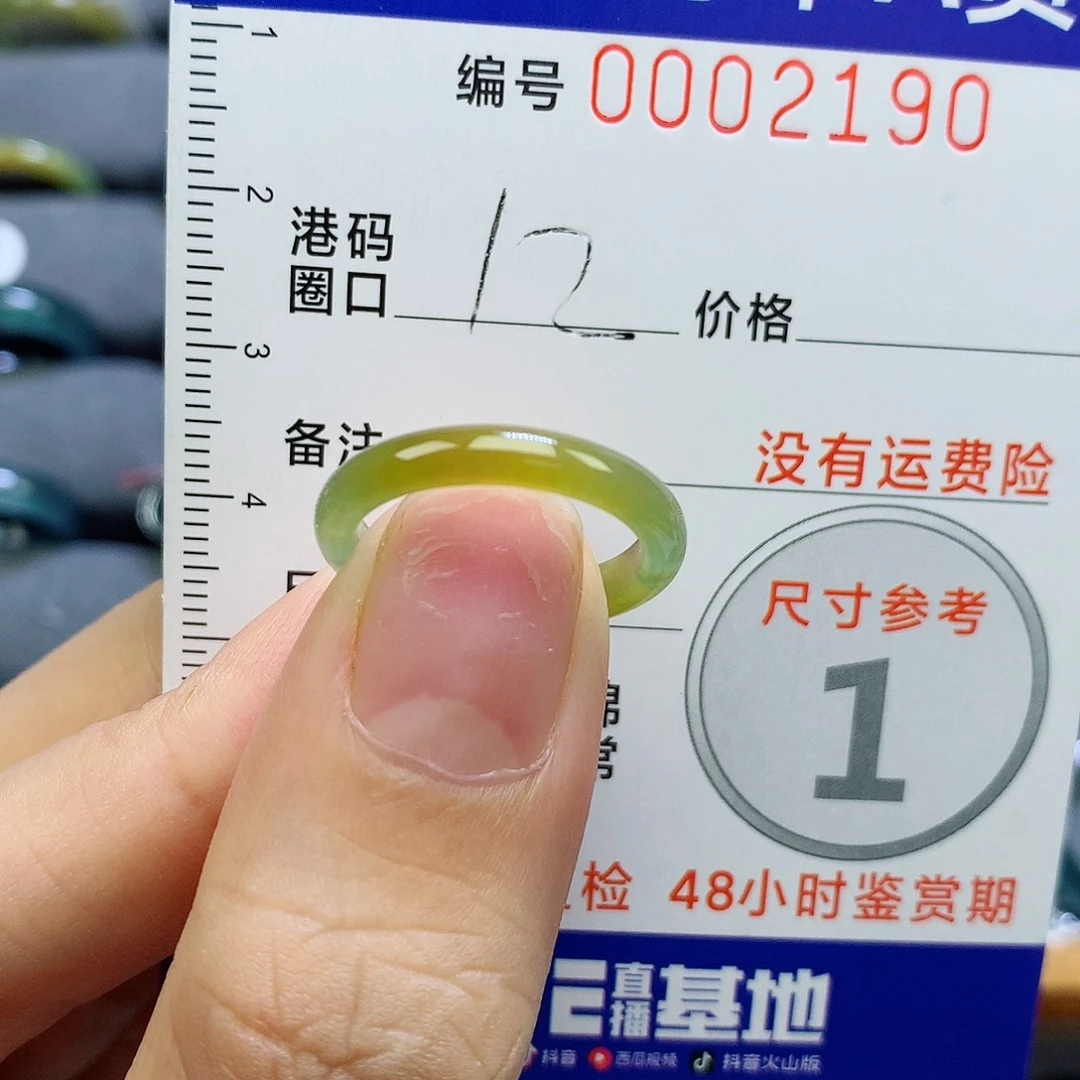 1
编号 0002190
2
港码
圈口 12 价格
3
备注 没有运费险
4
尺寸参考
1
检 48小时鉴赏期
直播基地
抖音 西瓜视频 抖音火山版